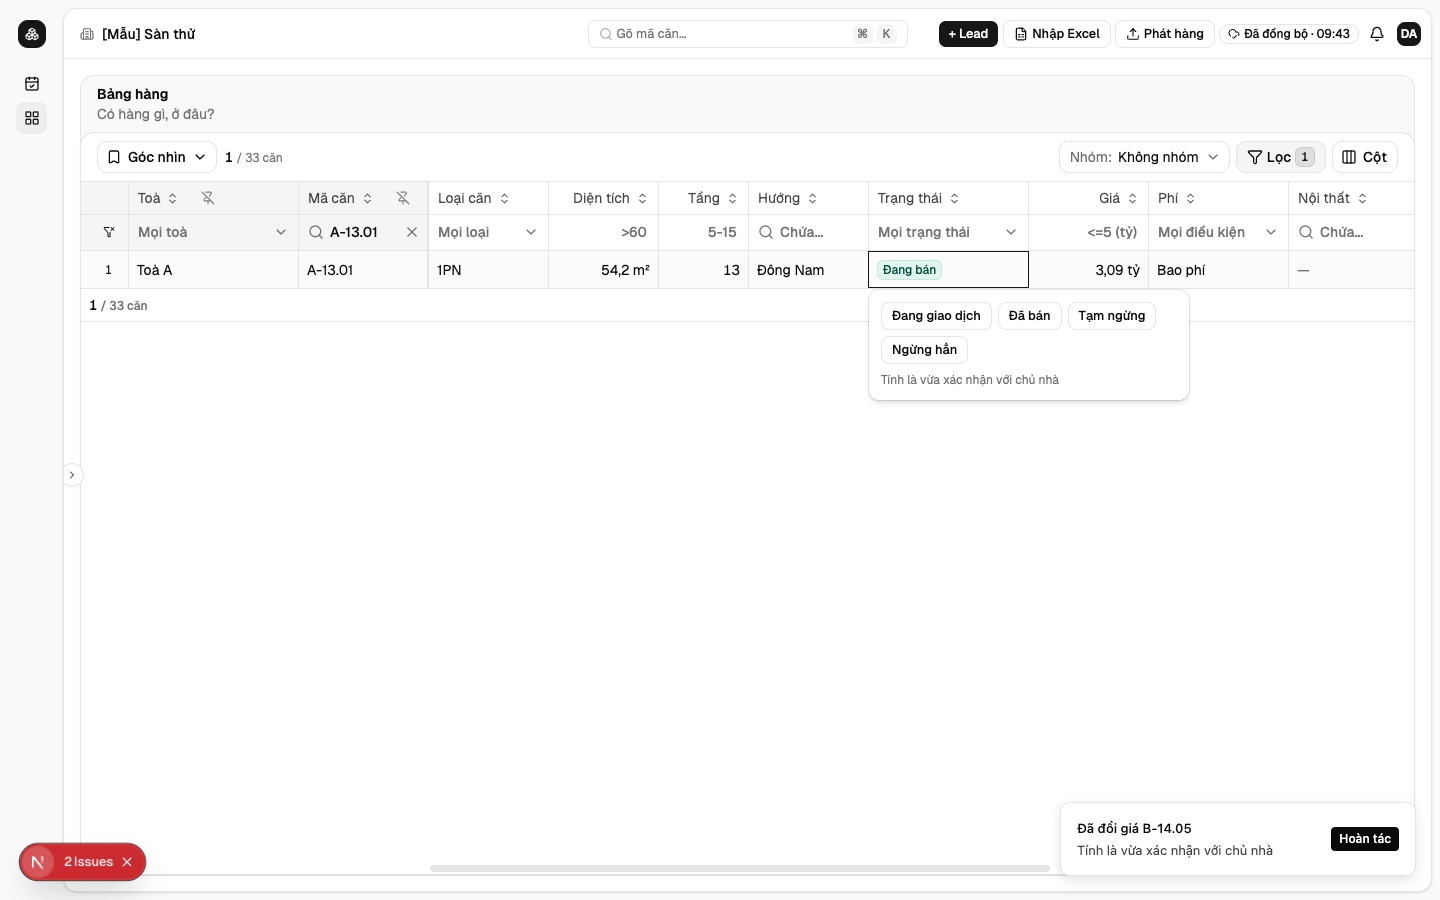 [Mẫu] Sàn thử
Gõ mã căn...
⌘ K
+ Lead
Nhập Excel
Phát hàng
Đã đồng bộ · 09:43
DA
Bảng hàng
Có hàng gì, ở đâu?
Góc nhìn
1 / 33 căn
Nhóm: Không nhóm
Lọc 1
Cột
Toà
Mã căn
Loại căn
Diện tích
Tầng
Hướng
Trạng thái
Giá
Phí
Nội thất
Mọi toà
A-13.01
Mọi loại
>60
5-15
Chứa...
Mọi trạng thái
<=5 (tỷ)
Mọi điều kiện
Chứa...
1
Toà A
A-13.01
1PN
54,2 m²
13
Đông Nam
Đang bán
3,09 tỷ
Bao phí
—
1 / 33 căn
Đang giao dịch
Đã bán
Tạm ngừng
Ngừng hẳn
Tính là vừa xác nhận với chủ nhà
Đã đổi giá B-14.05
Tính là vừa xác nhận với chủ nhà
Hoàn tác
N
2 Issues